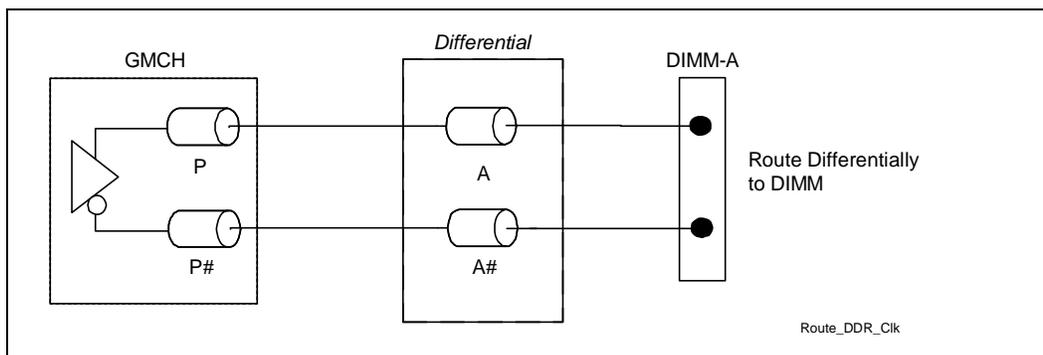 Differential
GMCH
DIMM-A
P
A
Route Differentially
to DIMM
P#
A#
Route_DDR_Clk